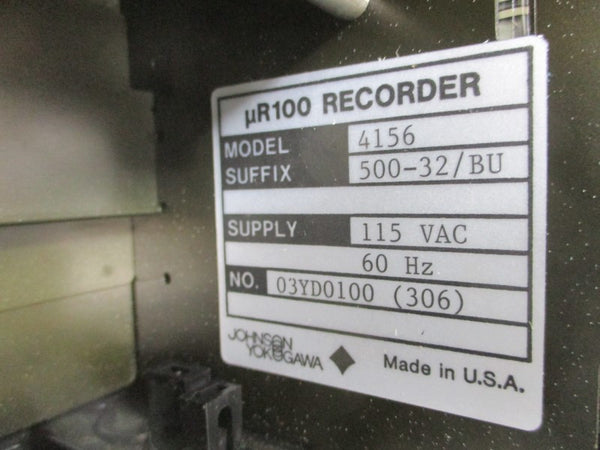 µR100 RECORDER
MODEL 4156
SUFFIX 500-32/BU
SUPPLY 115 VAC
60 Hz
NO. 03YD0100 (306)
JOHNSON
YOKOGAWA
Made in U.S.A.